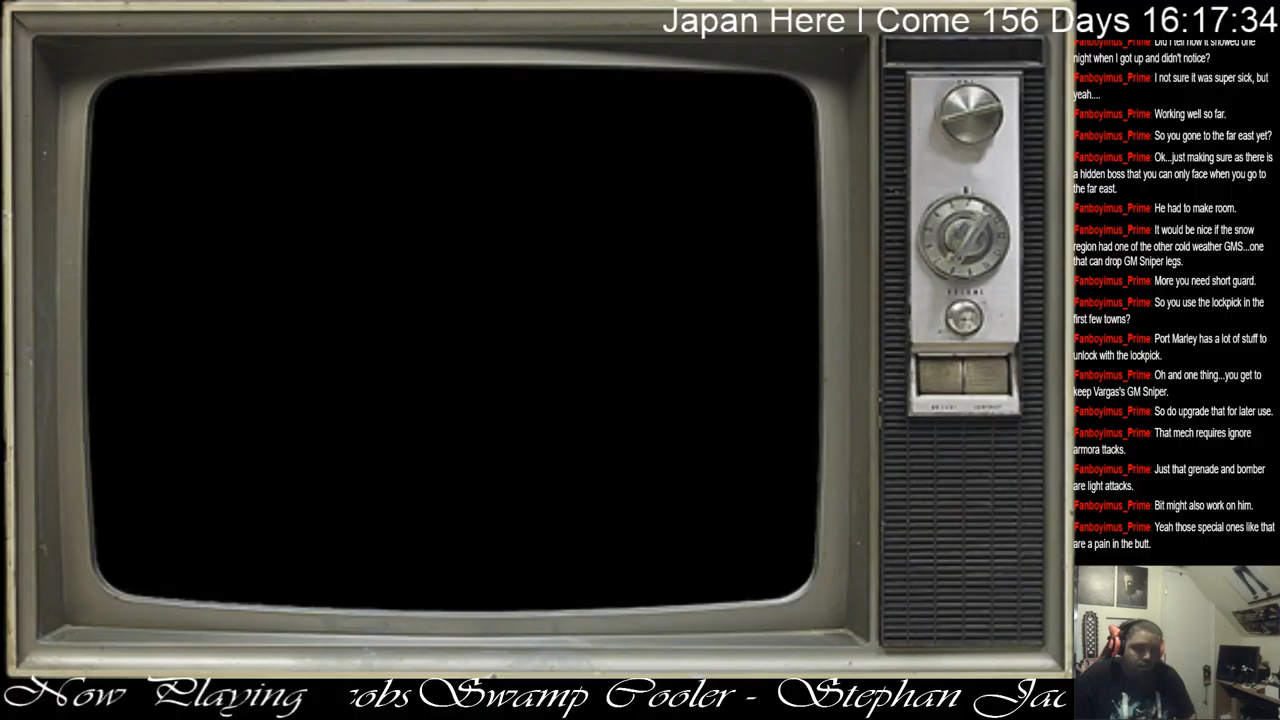 Japan Here I Come 156 Days 16:17:34
night when I got up and didn't notice?
Fanboyimus_Prime: I not sure it was super sick, but
yeah....
Fanboyimus_Prime: Working well so far.
Fanboyimus_Prime: So you gone to the far east yet?
Fanboyimus_Prime: Ok...just making sure as there is
a hidden boss that you can only face when you go to
the far east.
Fanboyimus_Prime: He had to make room.
Fanboyimus_Prime: It would be nice if the snow
region had one of the other cold weather GMS...one
that can drop GM Sniper legs.
Fanboyimus_Prime: More you need short guard.
Fanboyimus_Prime: So you use the lockpick in the
first few towns?
Fanboyimus_Prime: Port Marley has a lot of stuff to
unlock with the lockpick.
Fanboyimus_Prime: Oh and one thing...you get to
keep Vargas's GM Sniper.
Fanboyimus_Prime: So do upgrade that for later use.
Fanboyimus_Prime: That mech requires ignore
armora ttacks.
Fanboyimus_Prime: Just that grenade and bomber
are light attacks.
Fanboyimus_Prime: Bit might also work on him.
Fanboyimus_Prime: Yeah those special ones like that
are a pain in the butt.
VOLUME
Now Playing obs Swamp Cooler - Stephan Jac